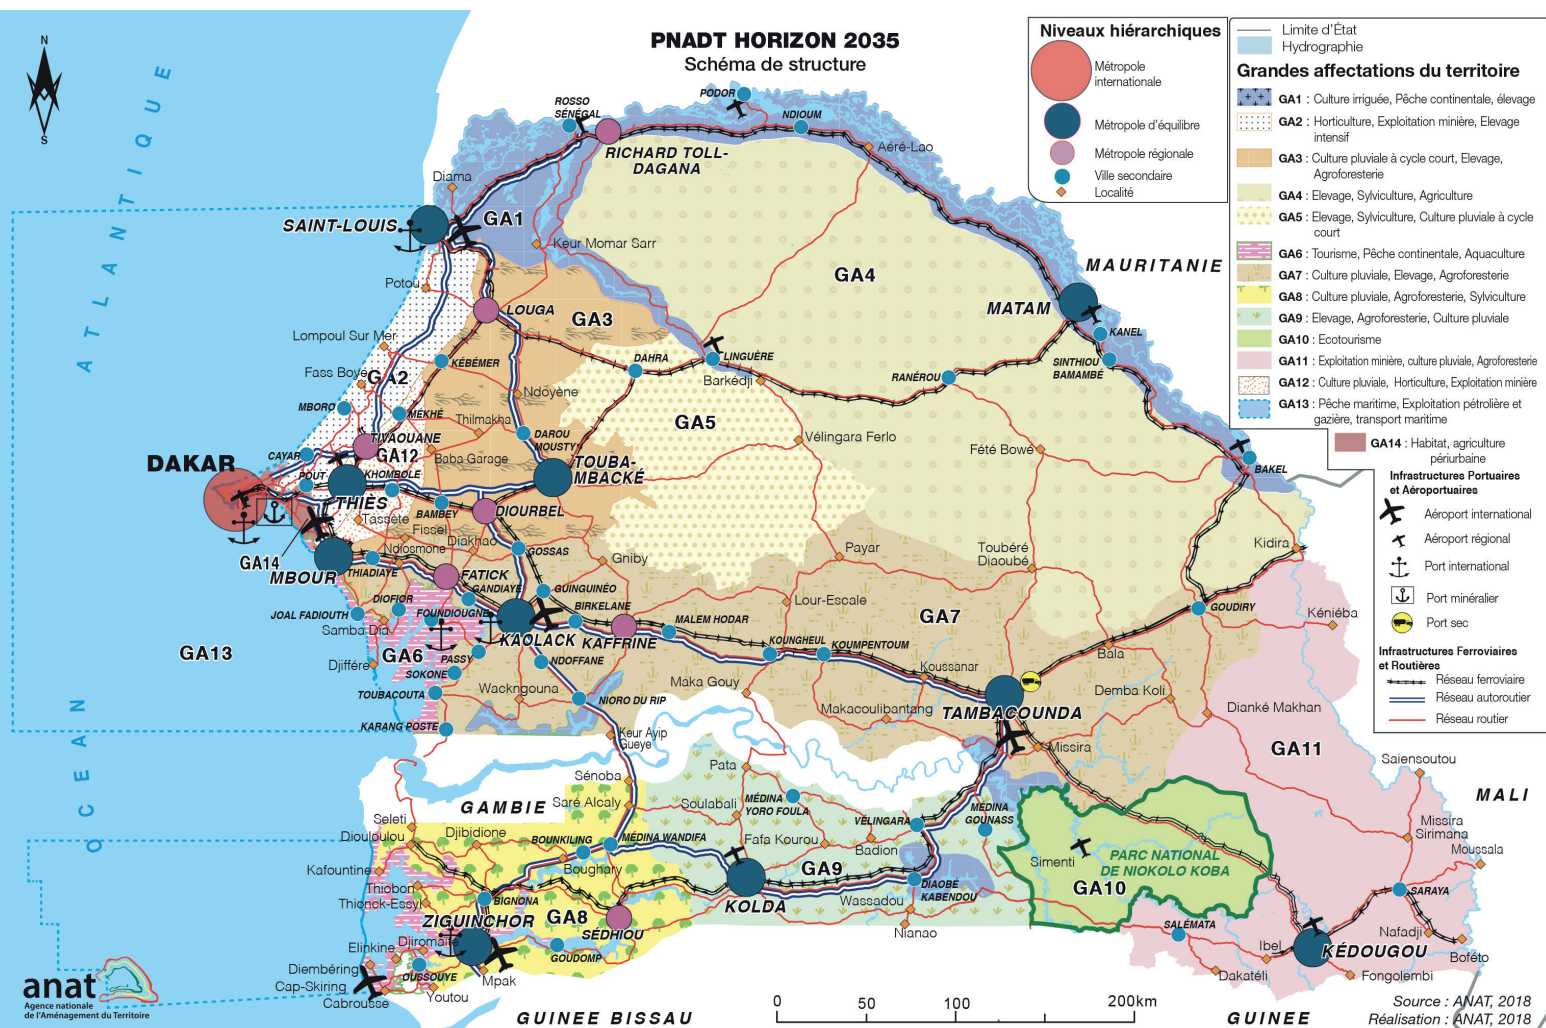 PNADT HORIZON 2035
Schéma de structure
N
S
Niveaux hiérarchiques
Métropole
internationale
Métropole d'équilibre
Métropole régionale
Ville secondaire
Localité
Limite d'État
Hydrographie
Grandes affectations du territoire
GA1 : Culture irriguée, Pêche continentale, élevage
GA2 : Horticulture, Exploitation minière, Elevage
intensif
GA3 : Culture pluviale à cycle court, Elevage,
Agroforesterie
GA4 : Elevage, Sylviculture, Agriculture
GA5 : Elevage, Sylviculture, Culture pluviale à cycle
court
GA6 : Tourisme, Pêche continentale, Aquaculture
GA7 : Culture pluviale, Elevage, Agroforesterie
GA8 : Culture pluviale, Agroforesterie, Sylviculture
GA9 : Elevage, Agroforesterie, Culture pluviale
GA10 : Ecotourisme
GA11 : Exploitation minière, culture pluviale, Agroforesterie
GA12 : Culture pluviale, Horticulture, Exploitation minière
GA13 : Pêche maritime, Exploitation pétrolière et
gazière, transport maritime
GA14 : Habitat, agriculture
périurbaine
Infrastructures Portuaires
et Aéroportuaires
Aéroport international
Aéroport régional
Port international
Port minéralier
Port sec
Infrastructures Ferroviaires
et Routières
Réseau ferroviaire
Réseau autoroutier
Réseau routier
OCEAN ATLANTIQUE
PODOR
ROSSO
SÉNÉGAL
NDIOUM
RICHARD TOLL-
DAGANA
Aéré-Lao
Diama
SAINT-LOUIS
GA1
Keur Momar Sarr
MAURITANIE
GA4
Potou
MATAM
LOUGA
GA3
KANEL
Lompoul Sur Mer
DAHRA
LINGUÈRE
SINTHIOU
BAMAMBÉ
KÉBÉMER
Fass Boye
GA2
Barkédji
RANÉROU
Ndoyène
MBORO
MÉKHÉ
Thilmakha
GA5
TIVAOUANE
DAROU
MOUSTY
Vélingara Ferlo
Fété Bowé
CAYAR
GA12
Baba Garage
TOUBA-
MBACKÉ
DAKAR
POUT
KHOMBOLE
BAKEL
THIÈS
BAMBEY
DIOURBEL
Tassète
Fissel
GA14
Ndiosmone
Diakhao
GOSSAS
Gniby
Payar
Toubéré
Diaoubé
Kidira
MBOUR
THIADIAYE
FATICK
GANDIAYE
GUINGUINÉO
DIOFIOR
BIRKELANE
Lour-Escale
GA7
GOUDIRY
Kéniéba
JOAL FADIOUTH
FOUNDIOUGNE
MALEM HODAR
Samba Dia
KAOLACK
KAFFRINE
KOUNGHEUL
KOUMPENTOUM
Bala
GA13
GA6
Djifféré
PASSY
NDOFFANE
Koussanar
SOKONE
Maka Gouy
TOUBACOUTA
Wackngouna
NIORO DU RIP
Demba Koli
Makacoulibantang
TAMBACOUNDA
Dianké Makhan
KARANG POSTE
Keur Ayip
Gueye
Missira
GA11
Pata
Saiensoutou
Sénoba
GAMBIE
Saré Alcaly
Soulabali
MÉDINA
YORO FOULA
MÉDINA
GOUNASS
MALI
Seleti
Diouloulou
Djibidione
BOUNKILING
MÉDINA WANDIFA
Fafa Kourou
VÉLINGARA
Missira
Sirimana
Badion
Moussala
Kafountine
Boughary
GA9
Simenti
PARC NATIONAL
DE NIOKOLO KOBA
Thiobon
DIAOBÉ
KABENDOU
GA10
SARAYA
Thionck-Essyl
BIGNONA
KOLDA
Wassadou
ZIGUINCHOR
GA8
SÉDHIOU
Nianao
SALÉMATA
Nafadji
Elinkine
Djiromaite
Ibel
KÉDOUGOU
GOUDOMP
Boféto
Diembéring
OUSSOUYE
Dakatéli
Fongolembi
Cap-Skiring
Mpak
Cabrousse
Youtou
anat
Agence nationale
de l'Aménagement du Territoire
GUINEE BISSAU
0 50 100 200km
GUINEE
Source : ANAT, 2018
Réalisation : ANAT, 2018